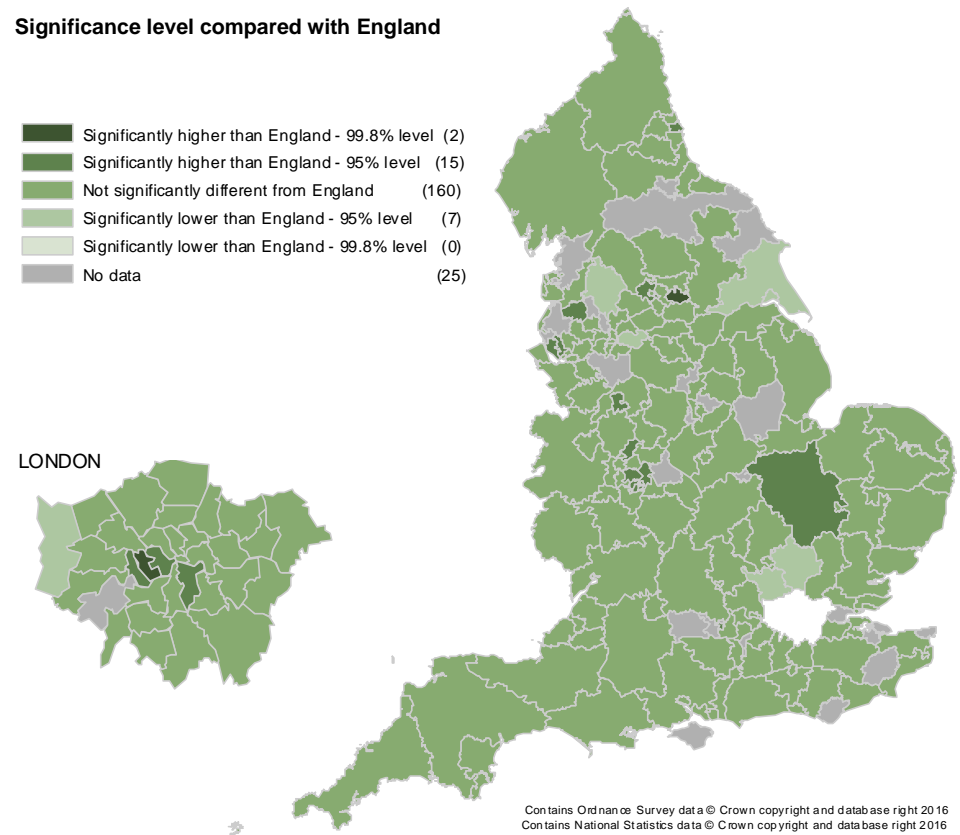 Significance level compared with England
Significantly higher than England - 99.8% level (2)
Significantly higher than England - 95% level (15)
Not significantly different from England (160)
Significantly lower than England - 95% level (7)
Significantly lower than England - 99.8% level (0)
No data (25)
LONDON
Contains Ordnance Survey data © Crown copyright and database right 2016
Contains National Statistics data © Crown copyright and database right 2016